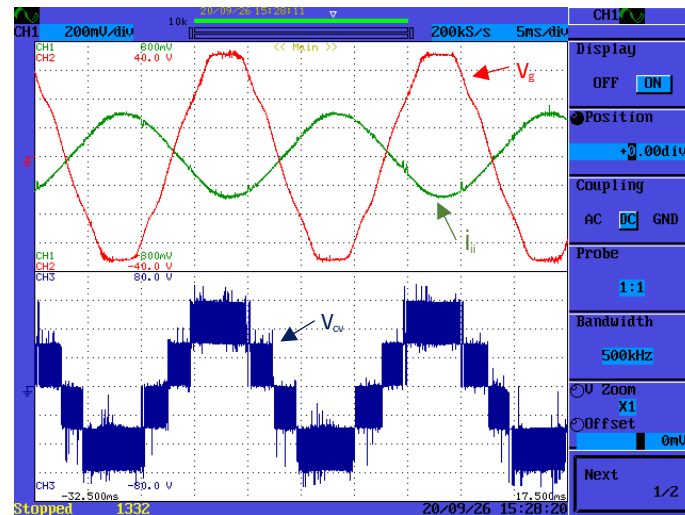 20/09/26 15:28:11
10k
CH1 200mV/div 200kS/s 5ms/div
CH1 800mV << Main >>
CH2 40.0 V
Vg
iii
CH1 -800mV
CH2 -40.0 V
CH3 80.0 V
Vcv
CH3 -80.0 V
-32.500ms 17.500ms
Stopped 1332 20/09/26 15:28:20
CH1
Display
OFF ON
Position
+0.00div
Coupling
AC DC GND
Probe
1:1
Bandwidth
500kHz
V Zoom
X1
Offset
0mV
Next
1/2